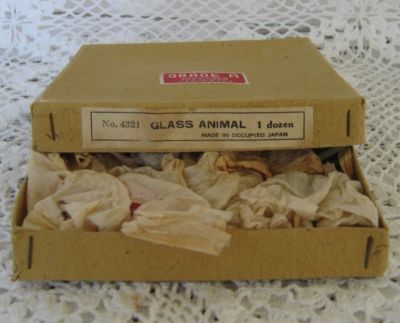 GRADE A
No. 4321 GLASS ANIMAL 1 dozen
MADE IN OCCUPIED JAPAN